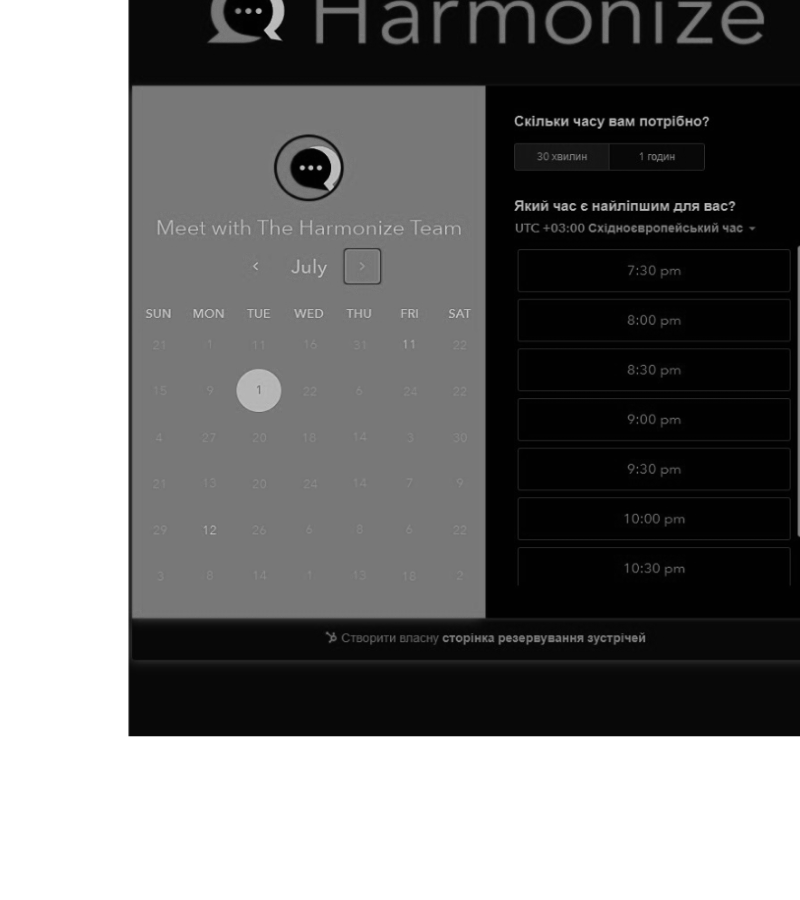 Harmonize
Meet with The Harmonize Team
July
SUN MON TUE WED THU FRI SAT
21 1 11 16 31 11 22
15 9 1 22 6 24 22
4 27 20 18 14 3 30
21 13 20 24 14 7 9
29 12 26 6 8 6 22
3 8 14 1 13 18 2
Скільки часу вам потрібно?
30 хвилин 1 годин
Який час є найліпшим для вас?
UTC +03:00 Східноєвропейський час
7:30 pm
8:00 pm
8:30 pm
9:00 pm
9:30 pm
10:00 pm
10:30 pm
Створити власну сторінка резервування зустрічей